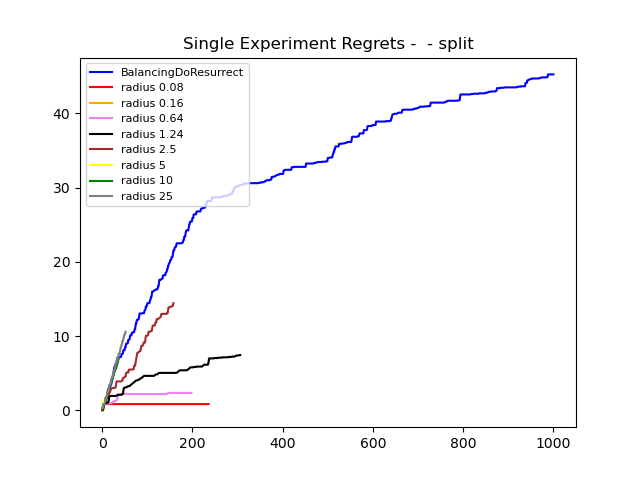 Single Experiment Regrets -  - split
BalancingDoResurrect
radius 0.08
radius 0.16
radius 0.64
radius 1.24
radius 2.5
radius 5
radius 10
radius 25
40
30
20
10
0
0 200 400 600 800 1000